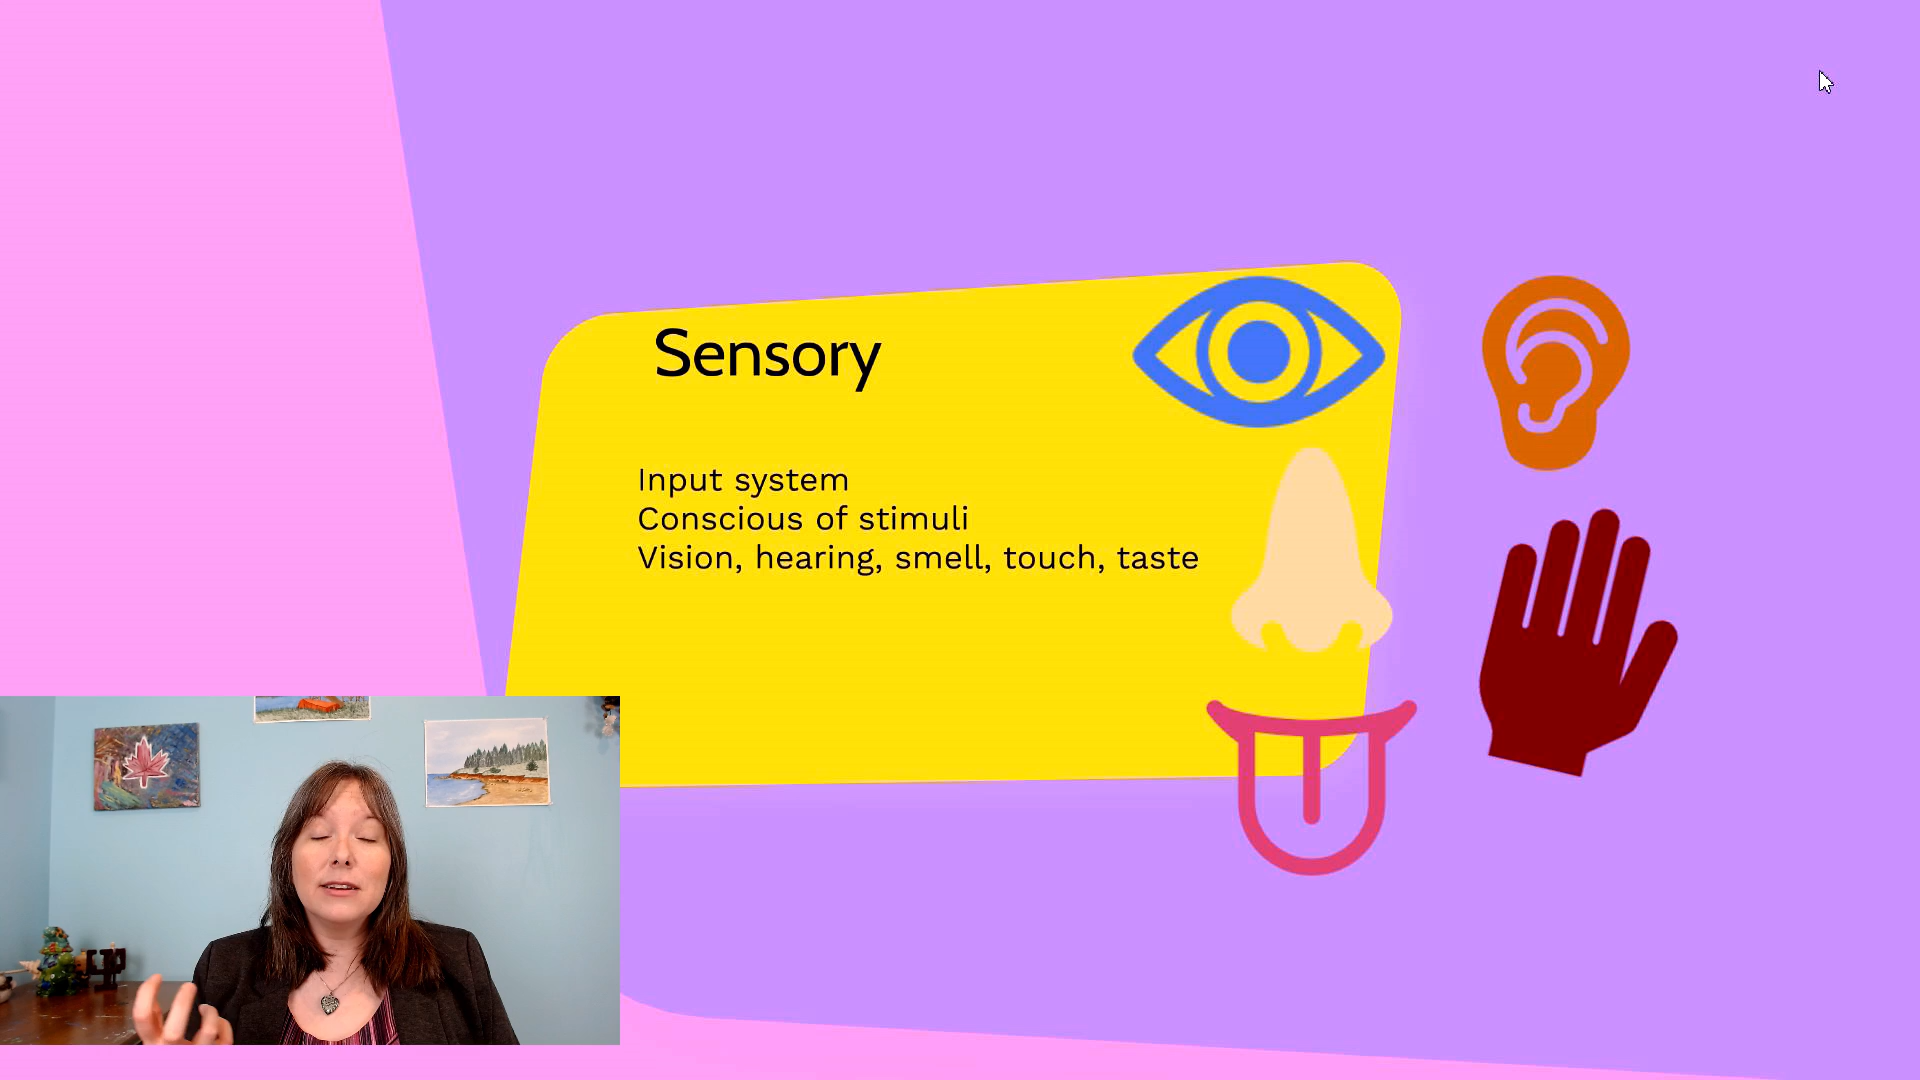 Sensory
Input system
Conscious of stimuli
Vision, hearing, smell, touch, taste